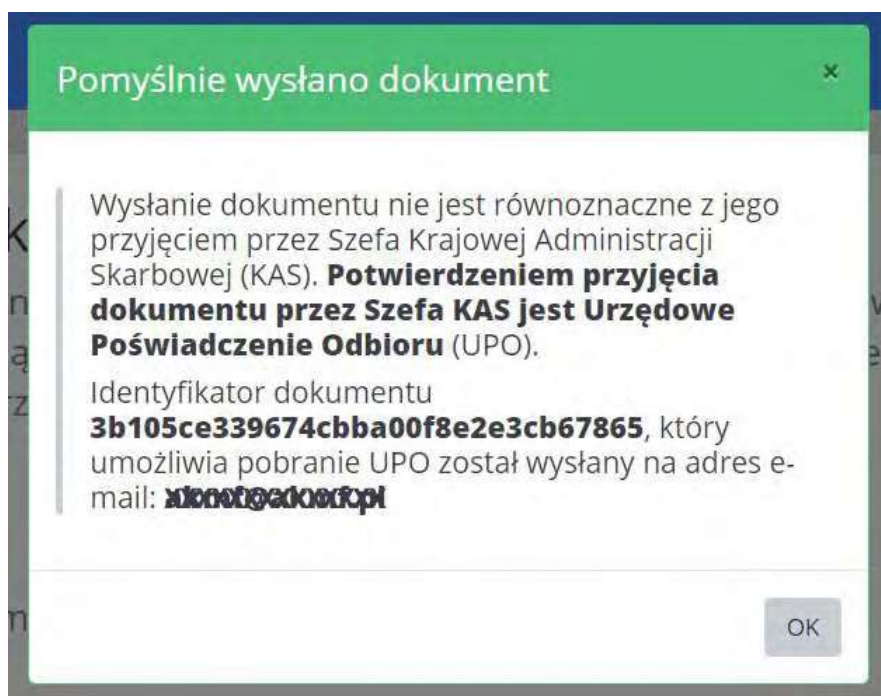 Pomyślnie wysłano dokument ×
Wysłanie dokumentu nie jest równoznaczne z jego
przyjęciem przez Szefa Krajowej Administracji
Skarbowej (KAS). Potwierdzeniem przyjęcia
dokumentu przez Szefa KAS jest Urzędowe
Poświadczenie Odbioru (UPO).
Identyfikator dokumentu
3b105ce339674cbba00f8e2e3cb67865, który
umożliwia pobranie UPO został wysłany na adres e-
mail:
OK